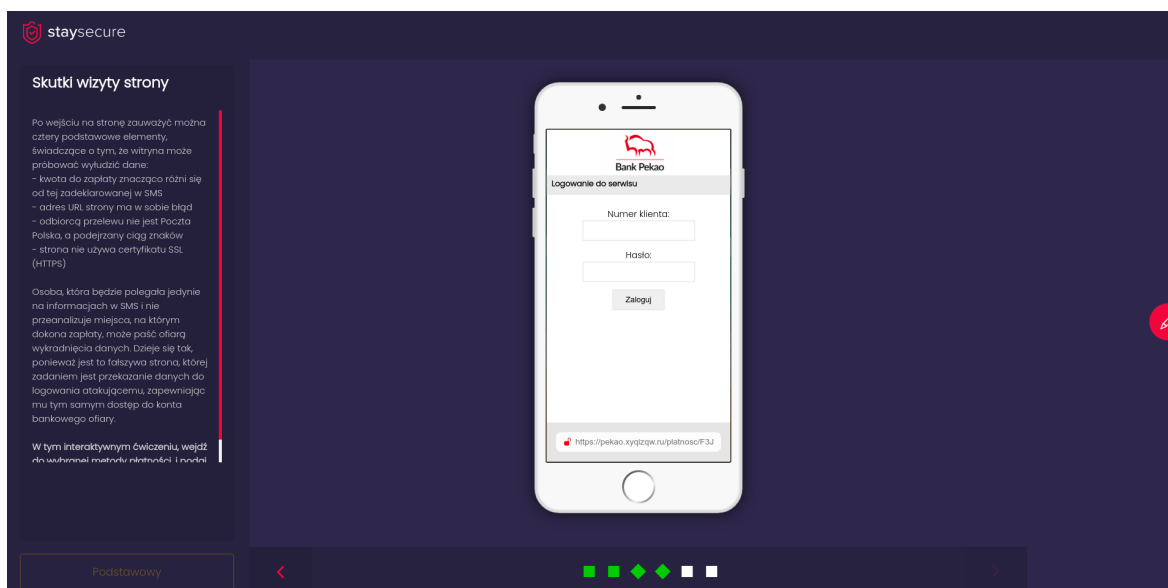 staysecure
Skutki wizyty strony
Po wejściu na stronę zauważyć można
cztery podstawowe elementy,
świadczące o tym, że witryna może
próbować wyłudzić dane:
- kwota do zapłaty znacząco różni się
od tej zadeklarowanej w SMS
- adres URL strony ma w sobie błąd
- odbiorcą przelewu nie jest Poczta
Polska, a podejrzany ciąg znaków
- strona nie używa certyfikatu SSL
(HTTPS)
Osoba, która będzie polegała jedynie
na informacjach w SMS i nie
przeanalizuje miejsca, na którym
dokona zapłaty, może paść ofiarą
wykradnięcia danych. Dzieje się tak,
ponieważ jest to fałszywa strona, której
zadaniem jest przekazanie danych do
logowania atakującemu, zapewniając
mu tym samym dostęp do konta
bankowego ofiary.
W tym interaktywnym ćwiczeniu, wejdź
do wybranej metody płatności, i podaj
Podstawowy
Bank Pekao
Logowanie do serwisu
Numer klienta:
Hasło:
Zaloguj
https://pekao.xyqizqw.ru/platnosc/F3J